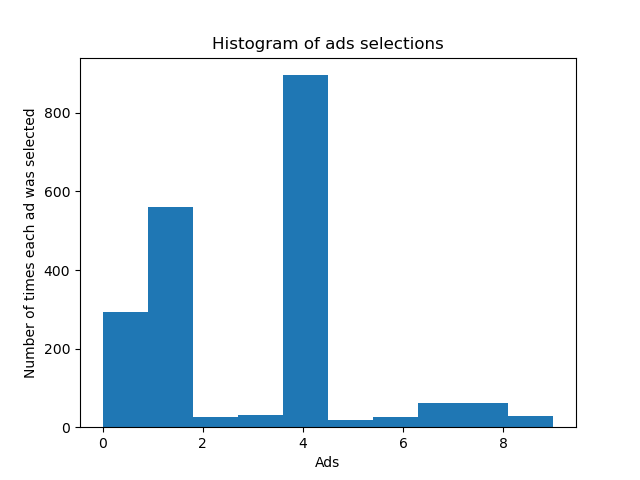 Histogram of ads selections
Number of times each ad was selected
800
600
400
200
0
0 2 4 6 8
Ads